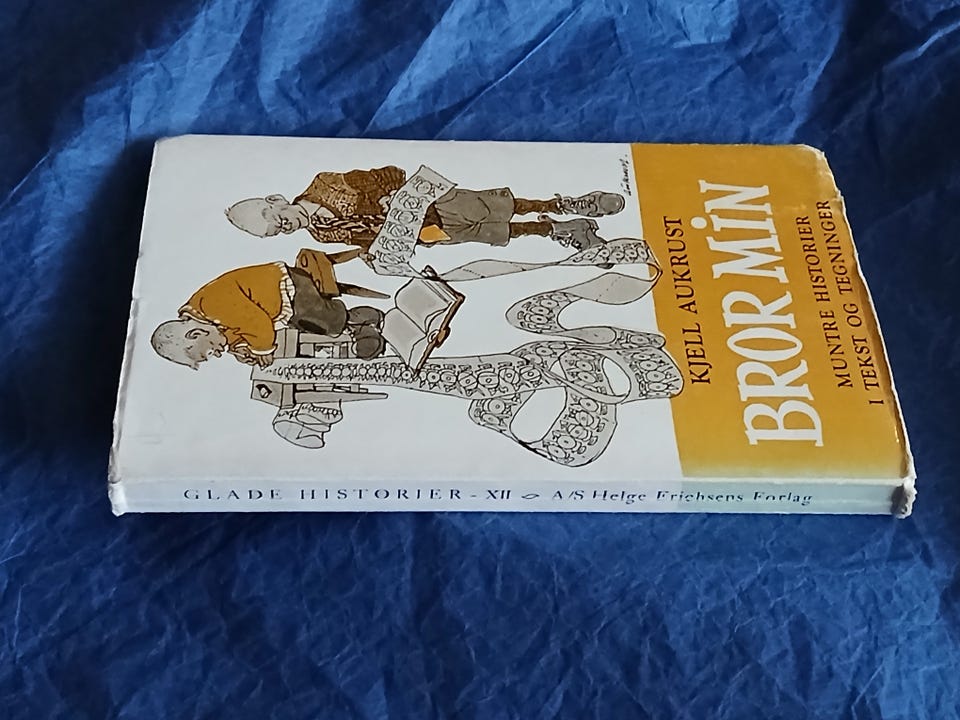 KJELL AUKRUST
BROR MIN
MUNTRE HISTORIER
I TEKST OG TEGNINGER
GLADE HISTORIER - XII A/S Helge Erichsens Forlag